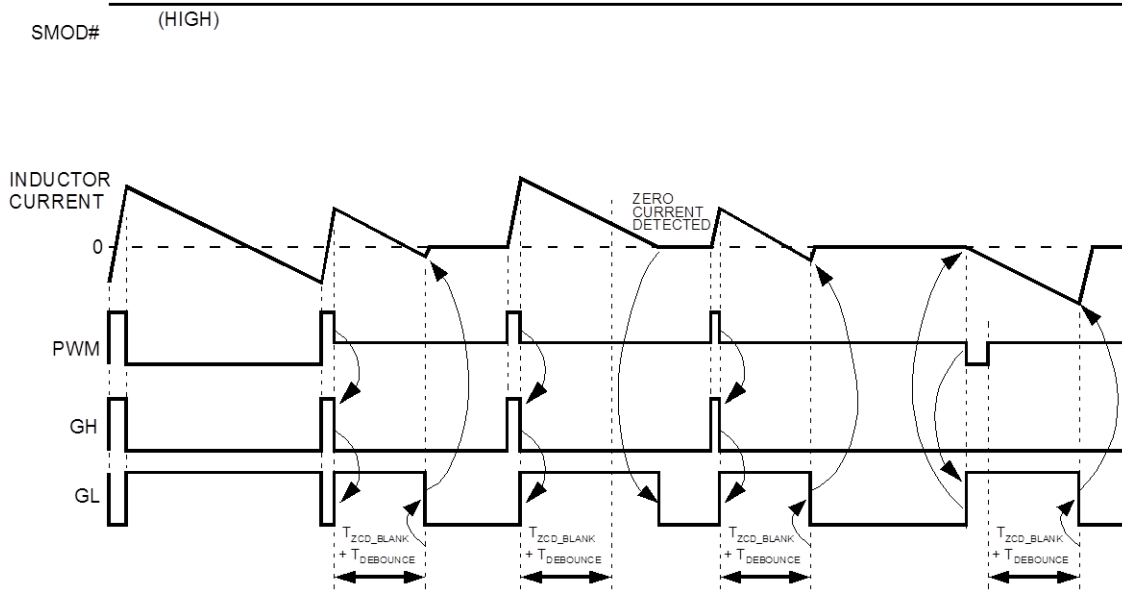 (HIGH)
SMOD#
INDUCTOR
CURRENT
ZERO
CURRENT
DETECTED
0
PWM
GH
GL
TZCD_BLANK
+ TDEBOUNCE
TZCD_BLANK
+ TDEBOUNCE
TZCD_BLANK
+ TDEBOUNCE
TZCD_BLANK
+ TDEBOUNCE